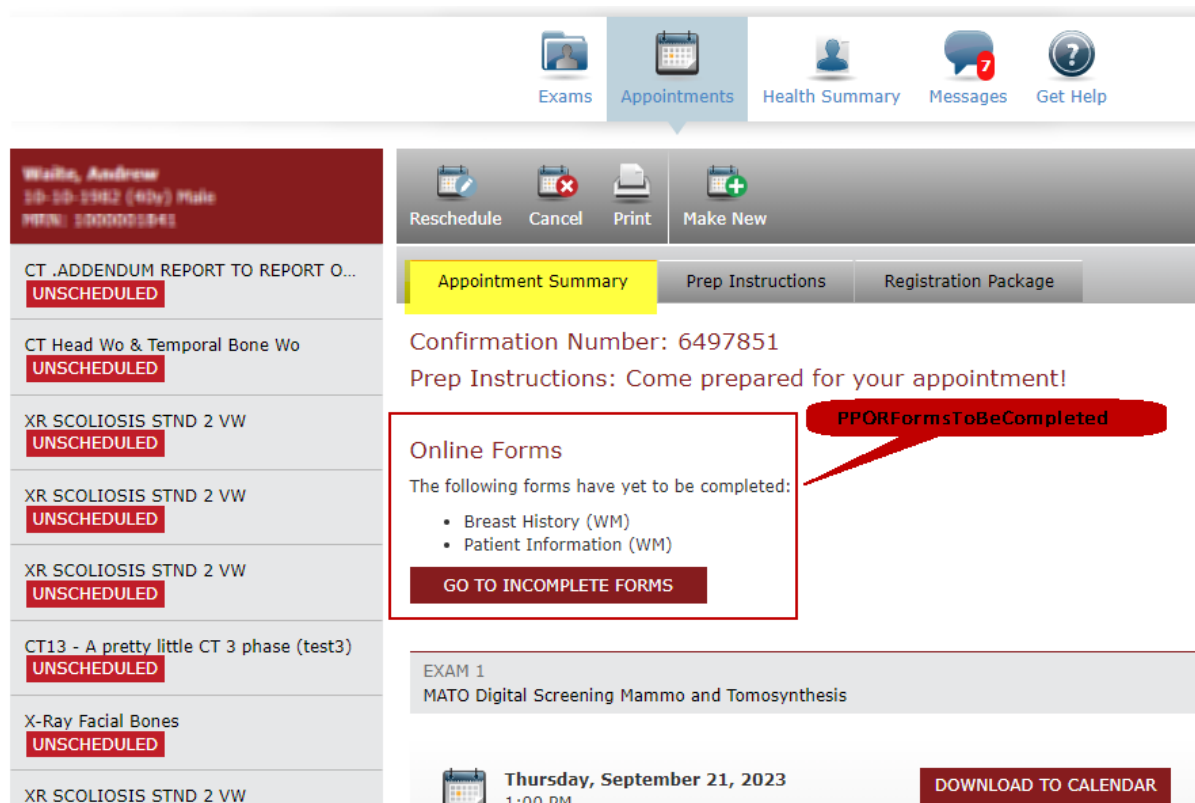 Exams
Appointments
Health Summary
7
Messages
Get Help
Reschedule
Cancel
Print
Make New
CT .ADDENDUM REPORT TO REPORT O...
UNSCHEDULED
CT Head Wo & Temporal Bone Wo
UNSCHEDULED
XR SCOLIOSIS STND 2 VW
UNSCHEDULED
XR SCOLIOSIS STND 2 VW
UNSCHEDULED
XR SCOLIOSIS STND 2 VW
UNSCHEDULED
CT13 - A pretty little CT 3 phase (test3)
UNSCHEDULED
X-Ray Facial Bones
UNSCHEDULED
XR SCOLIOSIS STND 2 VW
Appointment Summary
Prep Instructions
Registration Package
Confirmation Number: 6497851
Prep Instructions: Come prepared for your appointment!
PPORFormsToBeCompleted
Online Forms
The following forms have yet to be completed:
• Breast History (WM)
• Patient Information (WM)
GO TO INCOMPLETE FORMS
EXAM 1
MATO Digital Screening Mammo and Tomosynthesis
Thursday, September 21, 2023
1:00 PM
DOWNLOAD TO CALENDAR